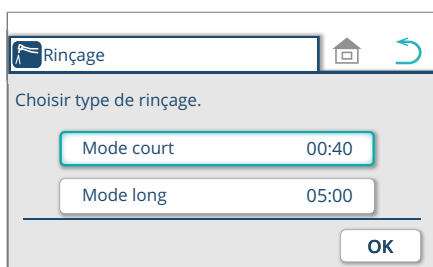 Rinçage
Choisir type de rinçage.
Mode court 00:40
Mode long 05:00
OK